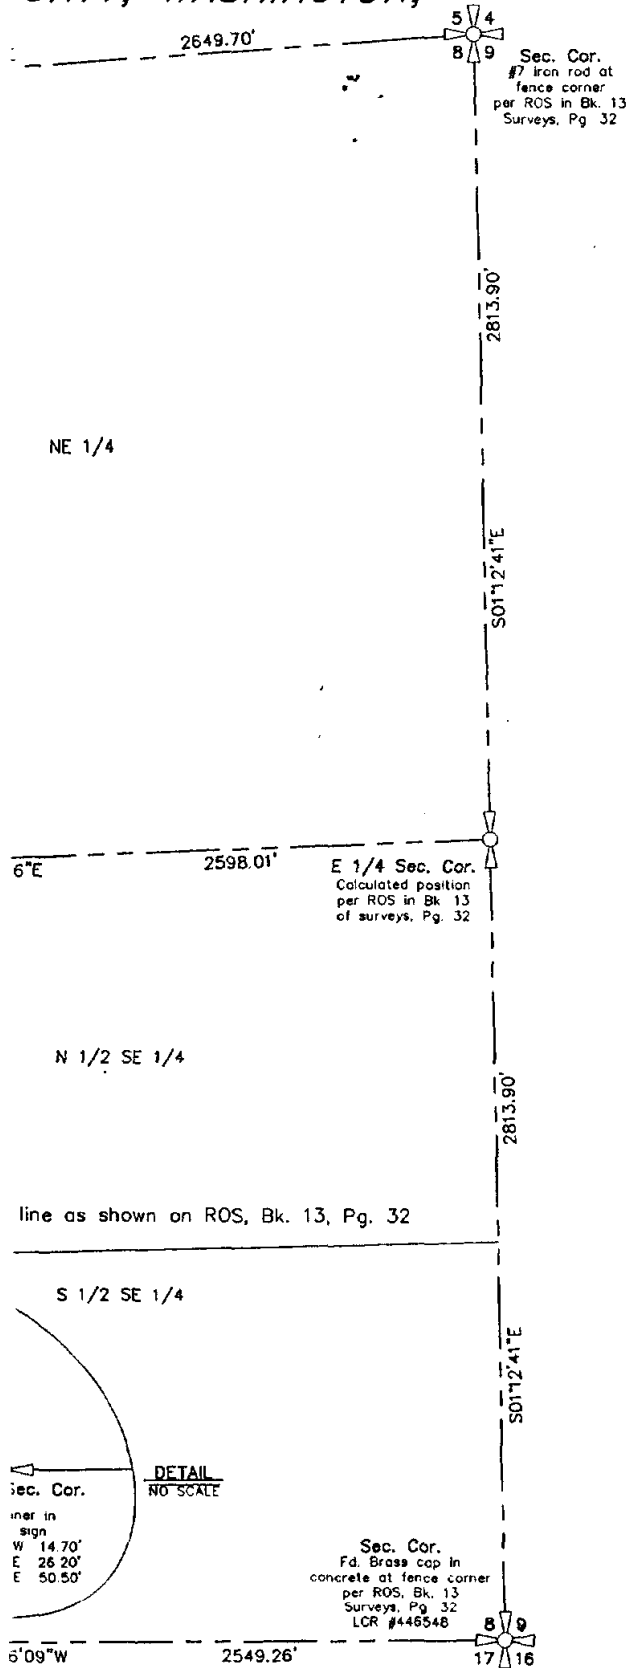 WASHINGTON,
2649.70'
5 4
8 9
Sec. Cor.
#7 iron rod at
fence corner
per ROS in Bk. 13
Surveys, Pg 32
2813.90'
NE 1/4
S01°12'41"E
6"E
2598.01'
E 1/4 Sec. Cor.
Calculated position
per ROS in Bk 13
of surveys, Pg. 32
N 1/2 SE 1/4
2813.90'
line as shown on ROS, Bk. 13, Pg. 32
S 1/2 SE 1/4
S01°12'41"E
DETAIL
NO SCALE
Sec. Cor.
ner in
sign
W 14.70'
E 26 20'
E 50.50'
Sec. Cor.
Fd. Brass cap in
concrete at fence corner
per ROS, Bk. 13
Surveys, Pg 32
LCR #446548
8 9
17 16
6'09"W
2549.26'